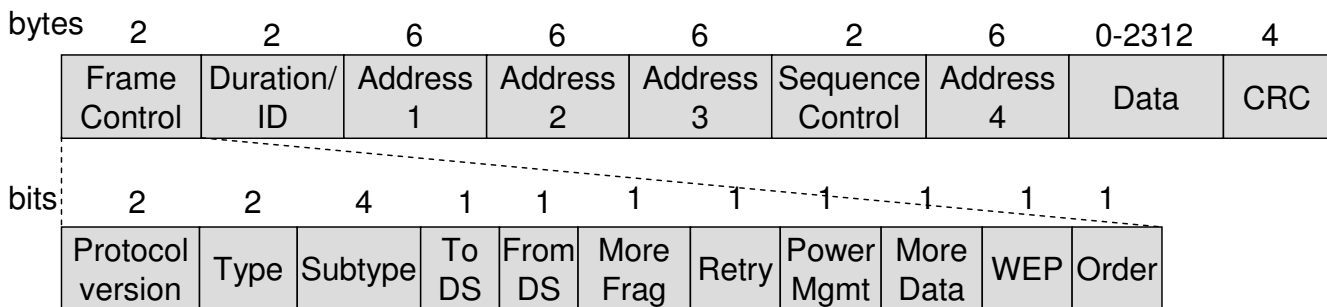 bytes 2 2 6 6 6 2 6 0-2312 4
Frame Duration/ Address Address Address Sequence Address Data CRC
Control ID 1 2 3 Control 4
bits 2 2 4 1 1 1 1 1 1 1 1
Protocol Type Subtype To From More Retry Power More WEP Order
version DS DS Frag Mgmt Data